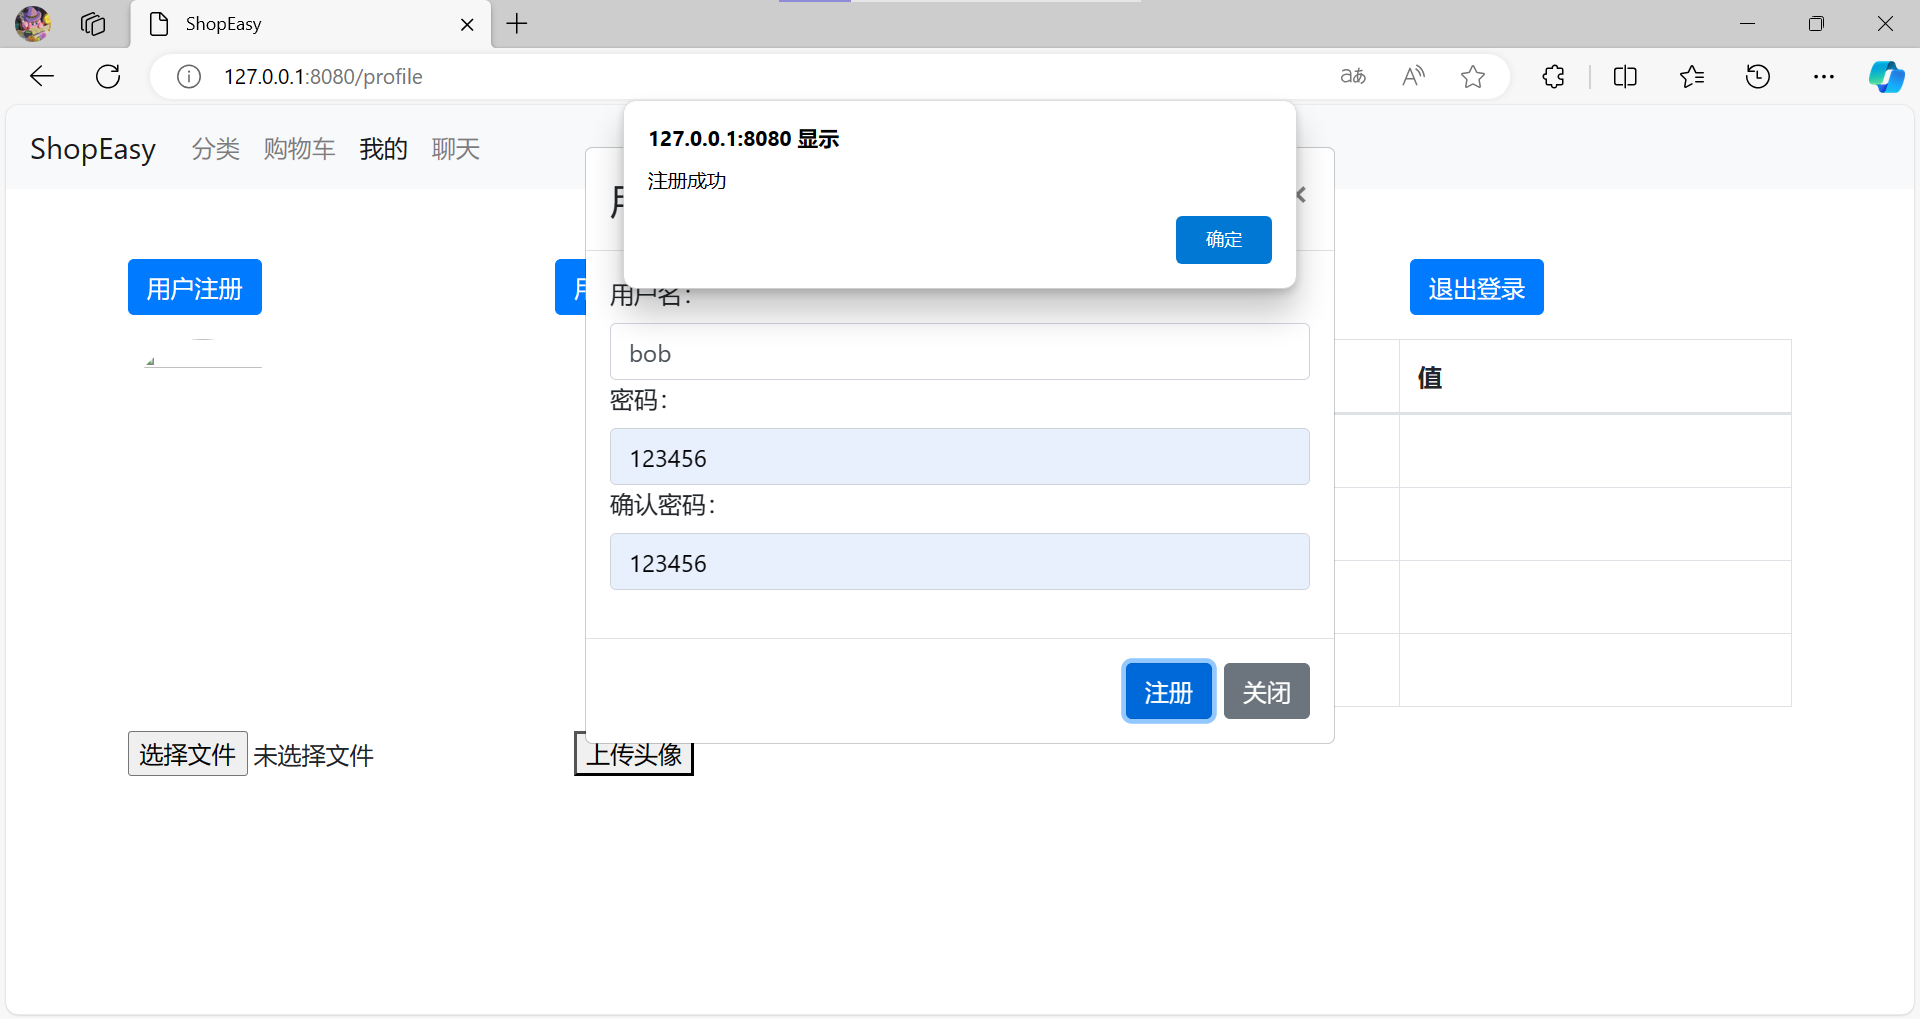 ShopEasy
127.0.0.1:8080/profile
ShopEasy 分类 购物车 我的 聊天
127.0.0.1:8080 显示
注册成功
确定
用户注册
退出登录
用户名：
bob
密码：
123456
确认密码：
123456
注册 关闭
值
选择文件 未选择文件
上传头像